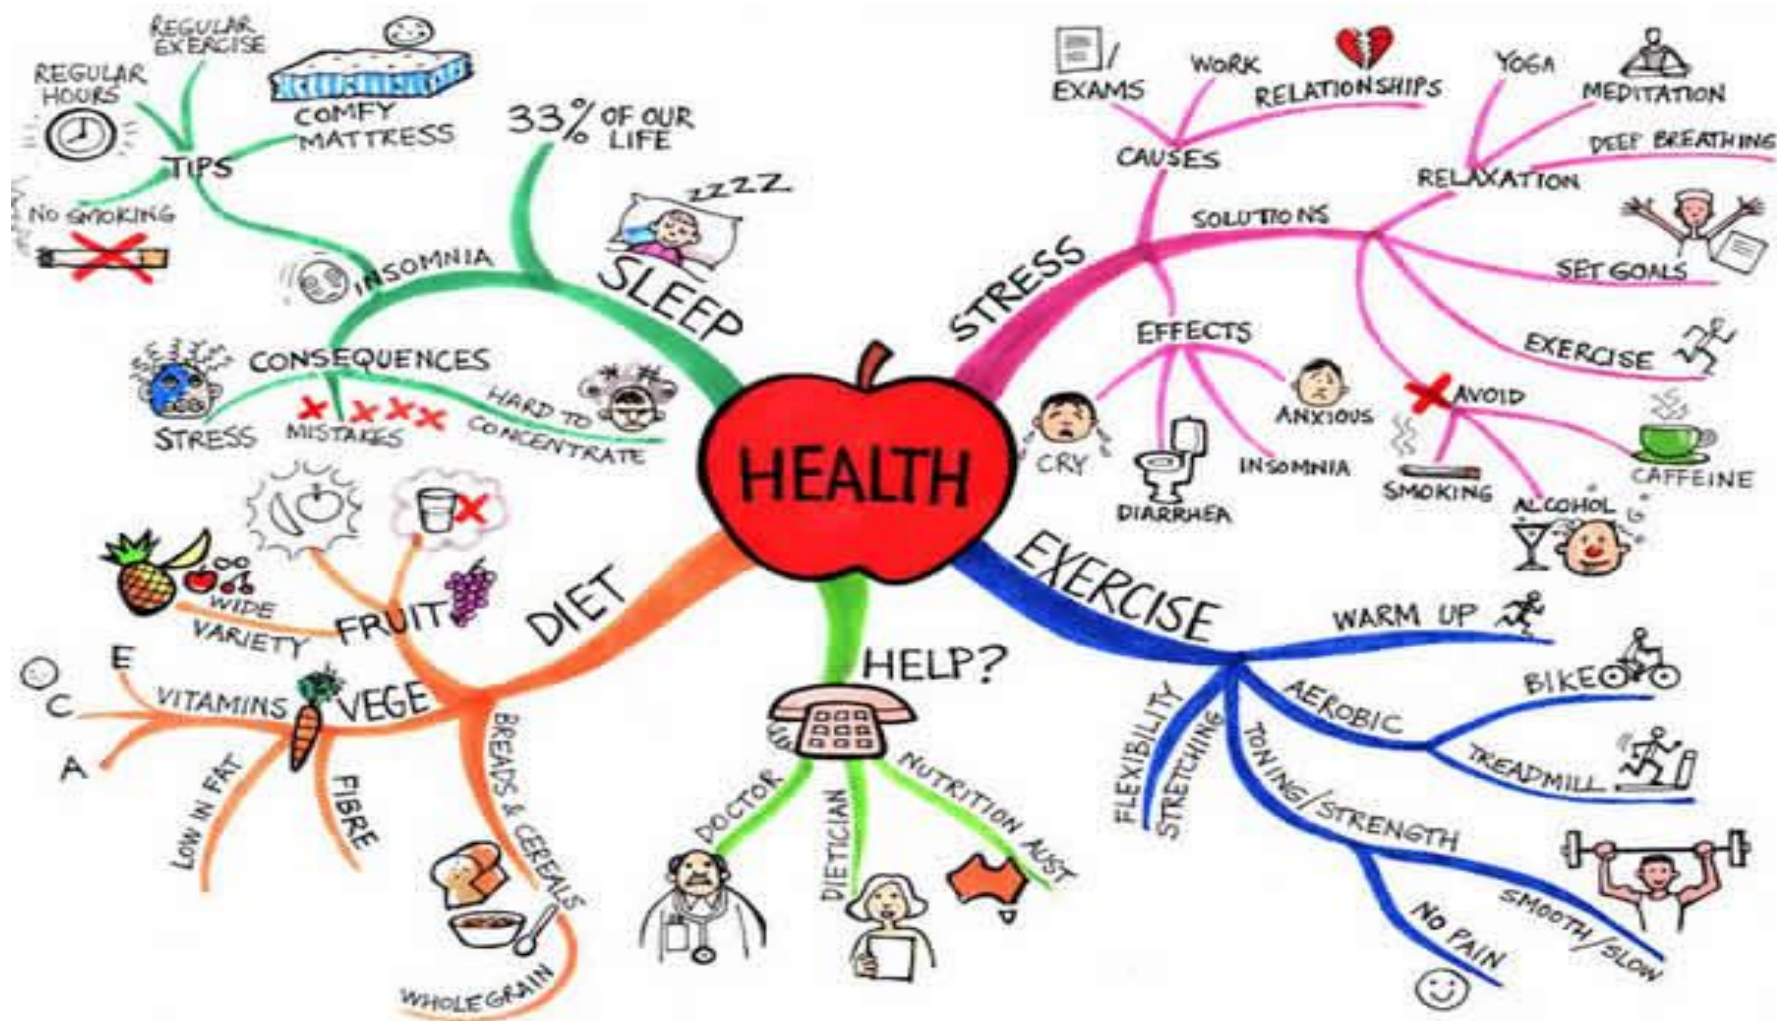 HEALTH
SLEEP
33% OF OUR
LIFE
ZZZZ
INSOMNIA
TIPS
REGULAR
HOURS
REGULAR
EXERCISE
COMFY
MATTRESS
NO SMOKING
CONSEQUENCES
STRESS
MISTAKES
HARD TO
CONCENTRATE
STRESS
CAUSES
EXAMS
WORK
RELATIONSHIPS
SOLUTIONS
RELAXATION
YOGA
MEDITATION
DEEP BREATHING
SET GOALS
EXERCISE
AVOID
SMOKING
ALCOHOL
CAFFEINE
EFFECTS
CRY
DIARRHEA
INSOMNIA
ANXIOUS
EXERCISE
WARM UP
AEROBIC
BIKE
TREADMILL
TONING/STRENGTH
SMOOTH/SLOW
NO PAIN
FLEXIBILITY
STRETCHING
HELP?
DOCTOR
DIETICIAN
NUTRITION AUST
DIET
FRUIT
WIDE
VARIETY
VEGE
VITAMINS
E
C
A
LOW IN FAT
FIBRE
BREADS & CEREALS
WHOLEGRAIN